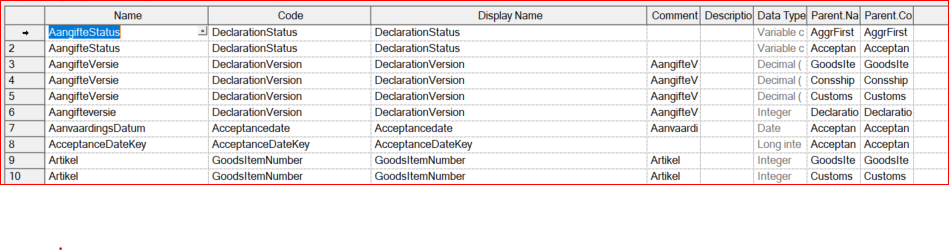 Name Code Display Name Comment Descriptio Data Type Parent.Na Parent.Co
AangifteStatus DeclarationStatus DeclarationStatus Variable c AggrFirst AggrFirst
2 AangifteStatus DeclarationStatus DeclarationStatus Variable c Acceptan Acceptan
3 AangifteVersie DeclarationVersion DeclarationVersion AangifteV Decimal ( GoodsIte GoodsIte
4 AangifteVersie DeclarationVersion DeclarationVersion AangifteV Decimal ( Consship Consship
5 AangifteVersie DeclarationVersion DeclarationVersion AangifteV Decimal ( Customs Customs
6 Aangifteversie DeclarationVersion DeclarationVersion AangifteV Integer Declaratio Declaratio
7 AanvaardingsDatum Acceptancedate Acceptancedate Aanvaardi Date Acceptan Acceptan
8 AcceptanceDateKey AcceptanceDateKey AcceptanceDateKey Long inte Acceptan Acceptan
9 Artikel GoodsItemNumber GoodsItemNumber Artikel Integer GoodsIte GoodsIte
10 Artikel GoodsItemNumber GoodsItemNumber Artikel Integer Customs Customs